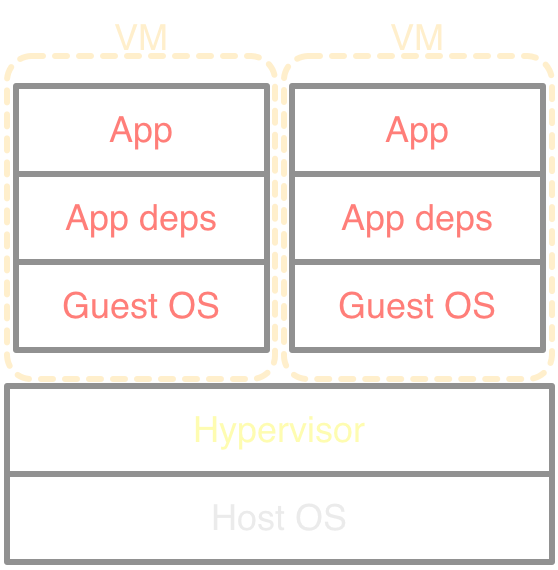 VM
VM
App
App
App deps
App deps
Guest OS
Guest OS
Hypervisor
Host OS